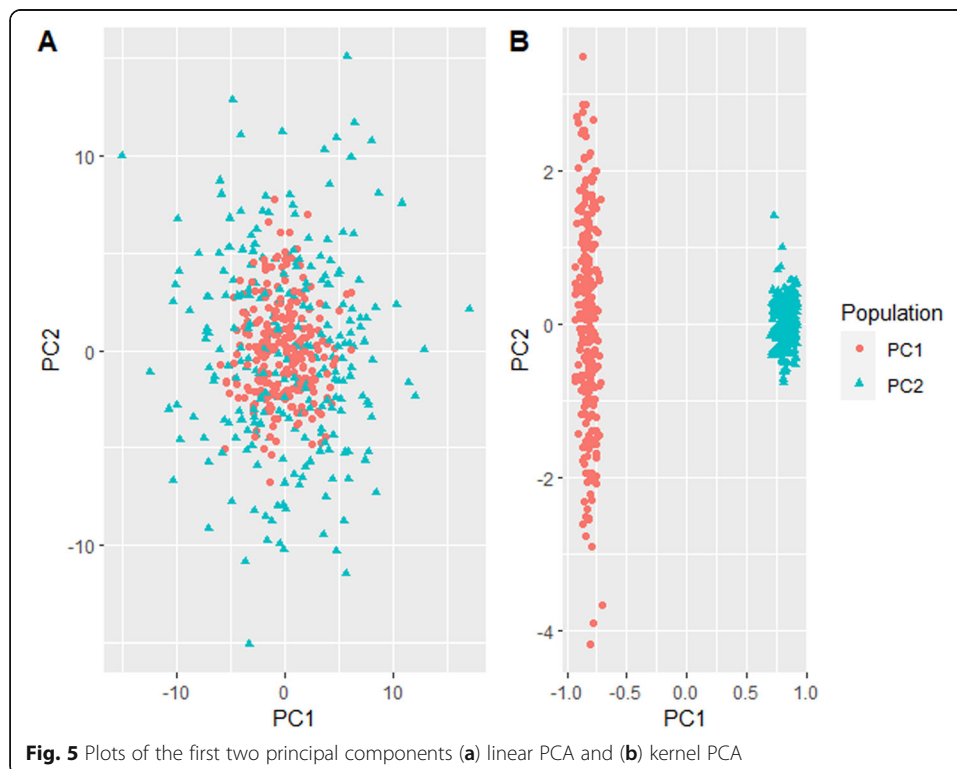 A
B
10
0
-10
PC2
-10
0
10
PC1
2
0
-2
-4
PC2
-1.0
-0.5
0.0
0.5
1.0
PC1
Population
PC1
PC2
Fig. 5 Plots of the first two principal components (a) linear PCA and (b) kernel PCA